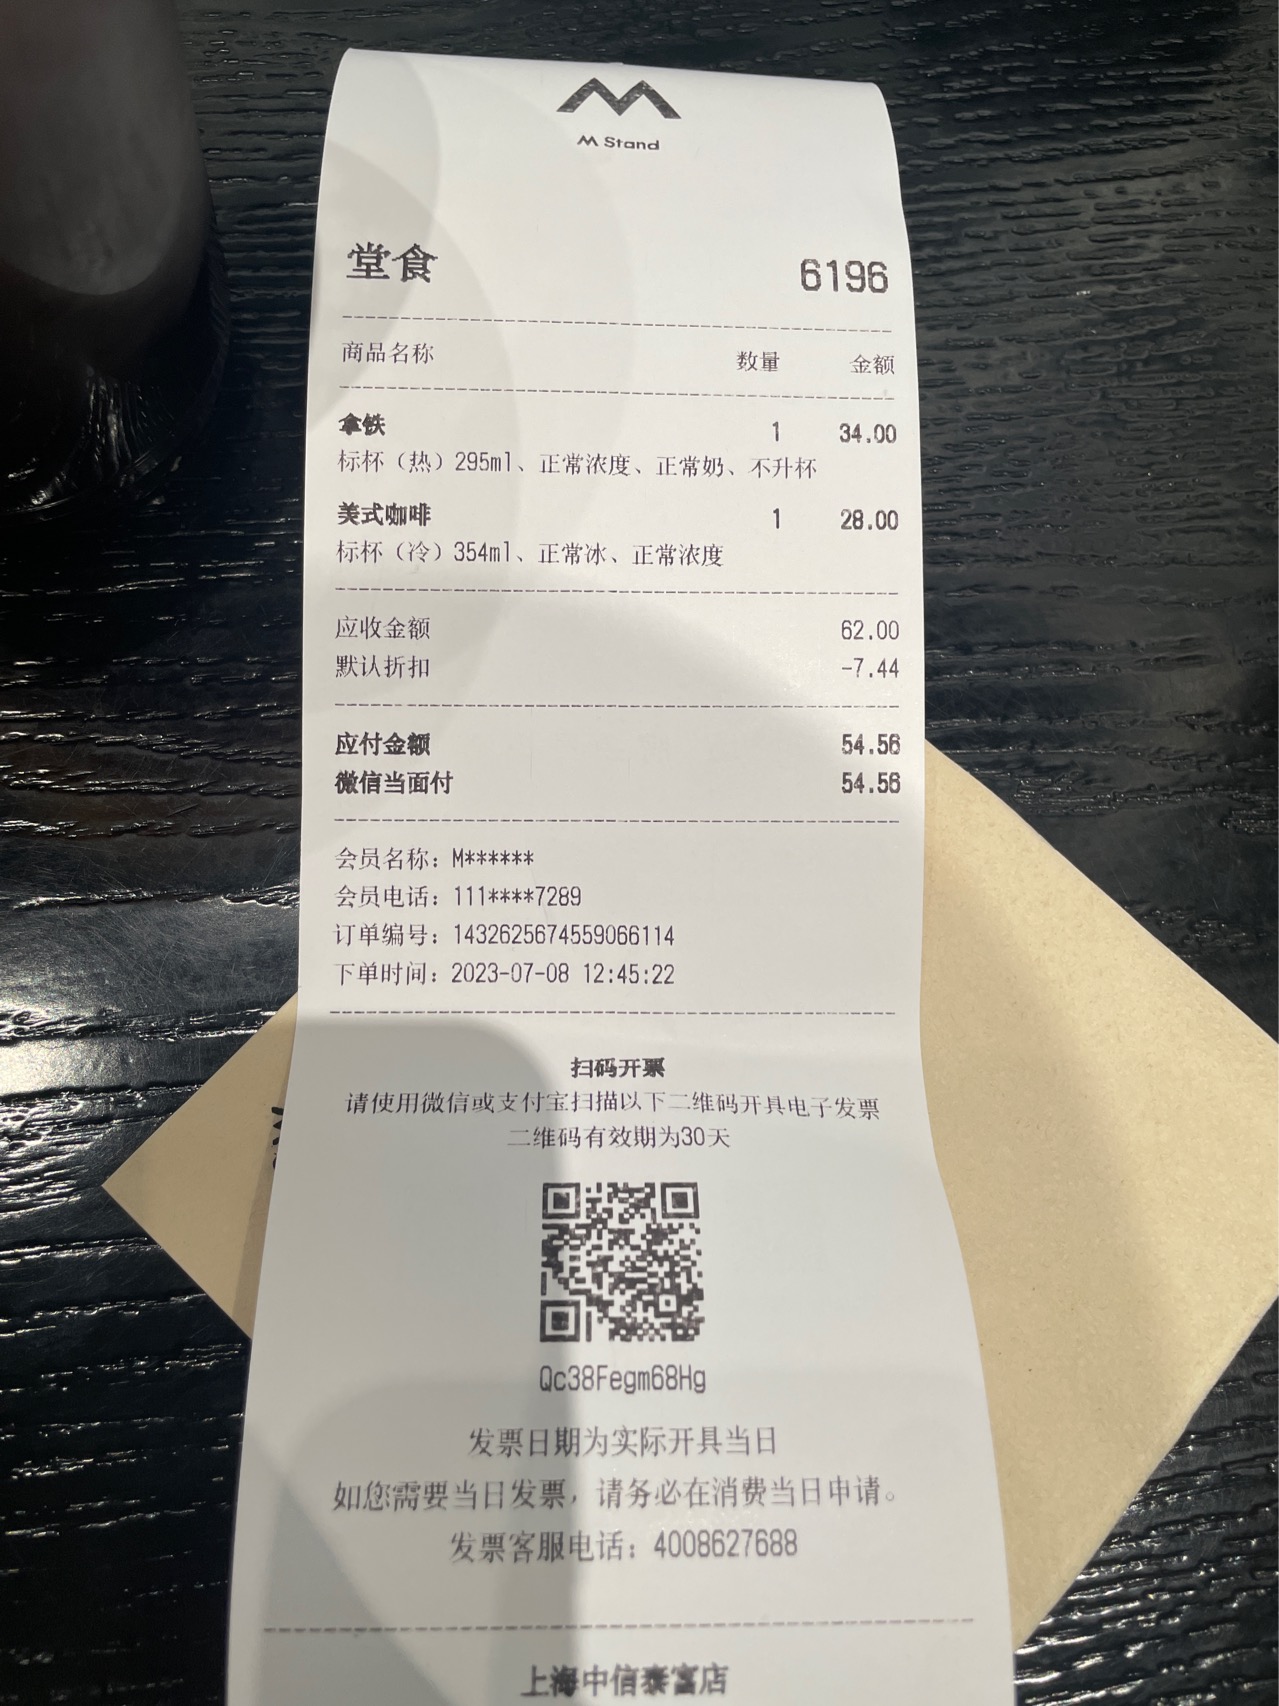 M Stand
堂食 6196
商品名称 数量 金额
拿铁 1 34.00
标杯（热）295ml、正常浓度、正常奶、不升杯
美式咖啡 1 28.00
标杯（冷）354ml、正常冰、正常浓度
应收金额 62.00
默认折扣 -7.44
应付金额 54.56
微信当面付 54.56
会员名称：M******
会员电话：111****7289
订单编号：1432625674559066114
下单时间：2023-07-08 12:45:22
扫码开票
请使用微信或支付宝扫描以下二维码开具电子发票
二维码有效期为30天
Qc38Fegm68Hg
发票日期为实际开具当日
如您需要当日发票，请务必在消费当日申请。
发票客服电话：4008627688
上海中信泰富店